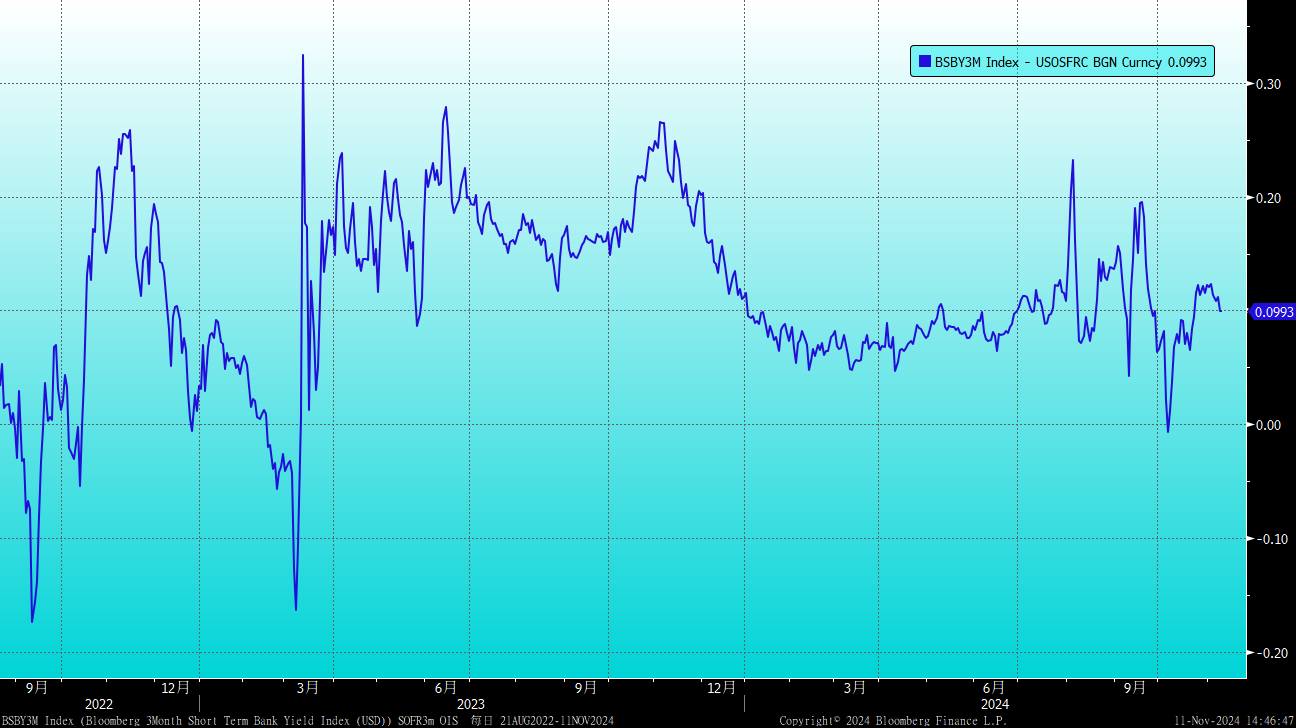 BSBY3M Index - USOSFRC BGN Curncy 0.0993
0.30
0.20
0.0993
0.00
-0.10
-0.20
9月 12月 3月 6月 9月 12月 3月 6月 9月
2022 2023 2024
BSBY3M Index (Bloomberg 3Month Short Term Bank Yield Index (USD)) SOFR3m OIS 每日 21AUG2022-11NOV2024 Copyright© 2024 Bloomberg Finance L.P. 11-Nov-2024 14:46:47